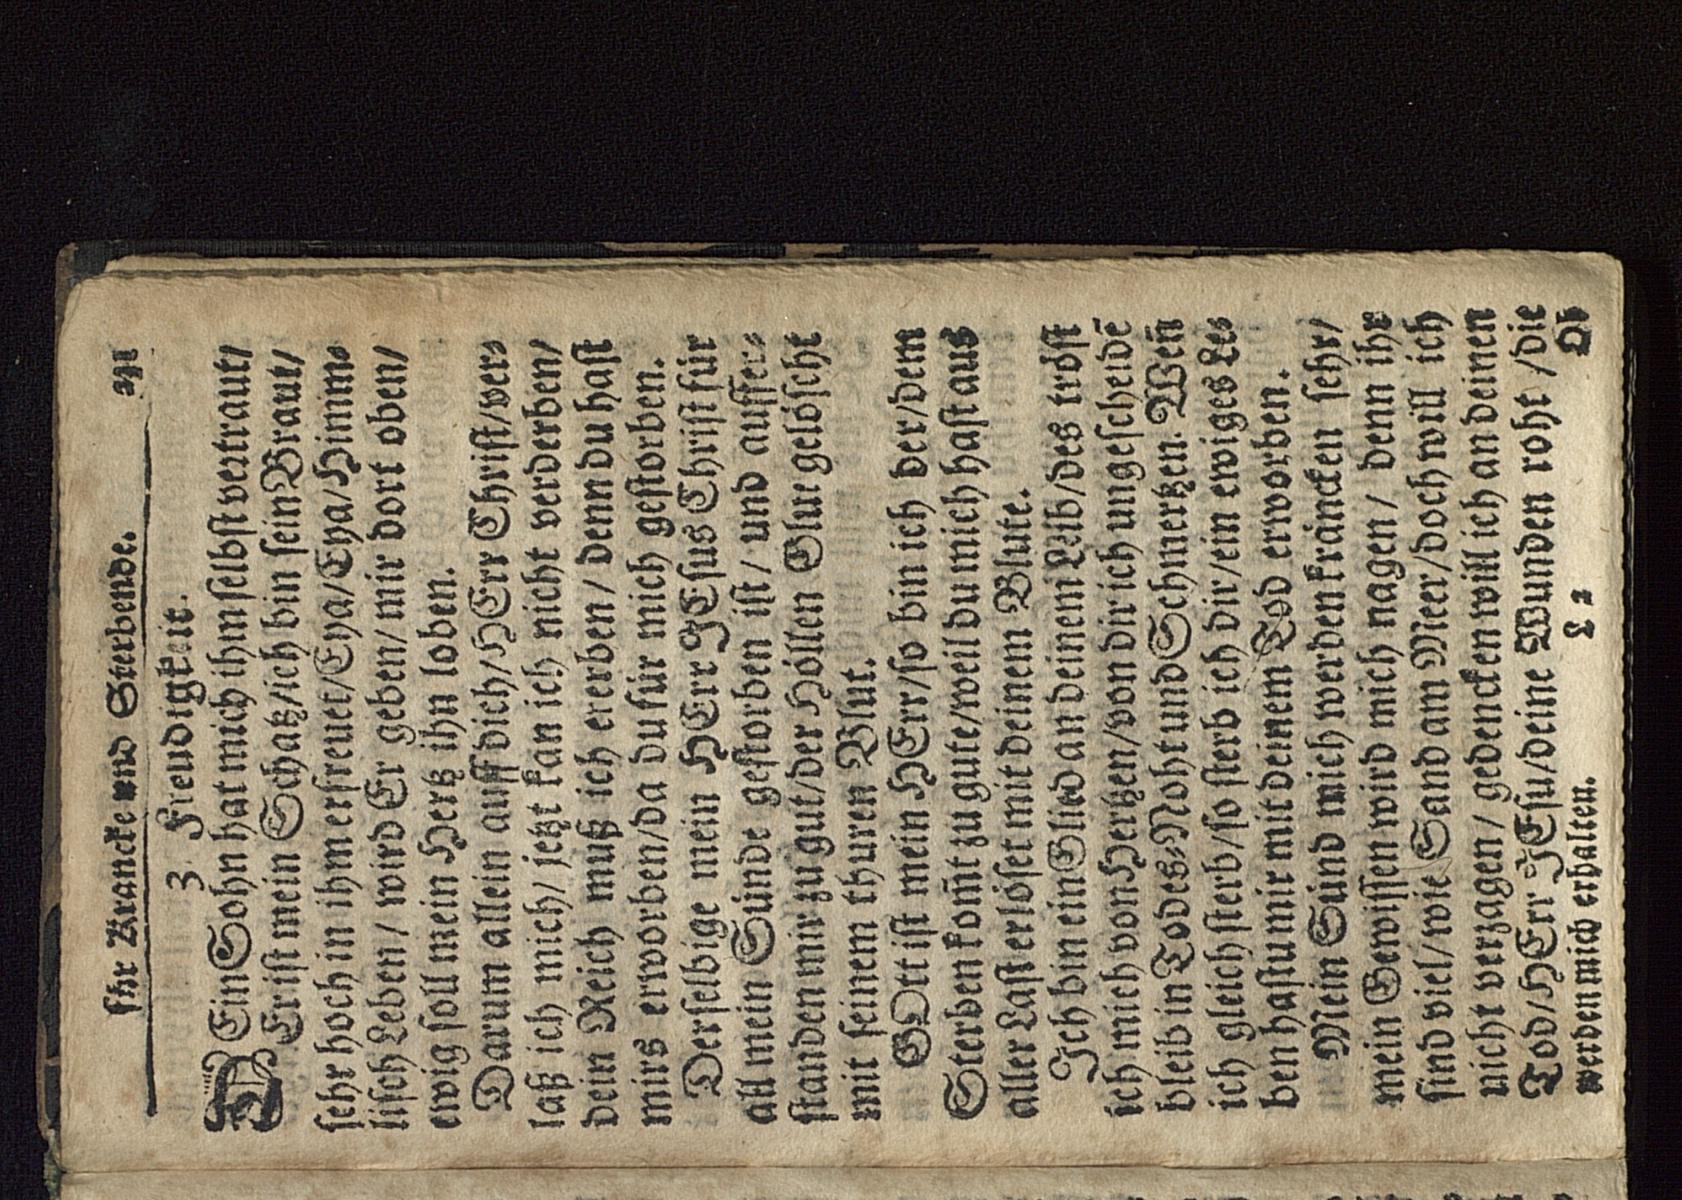 fhr Krancke und Sterbende. 231
3. Freudigkeit.
DEin Sohn hat mich ihm selbst vertraut/
Er ist mein Schatz/ich bin sein Braut/
sehr hoch in ihm erfreuet/Eya/Eya/Himm⸗
lisch Leben/ wird Er geben/ mir dort oben/
ewig soll mein Hertz ihn loben.
Darum allein auff dich/HErr Christ/ver⸗
laß ich mich/ jetzt kan ich nicht verderben/
dein Reich muß ich ererben/ denn du hast
mirs erworben/da du für mich gestorben.
Derselbige mein HErr JEsus Christ für
all mein Sünde gestorben ist/ und aufferː
standen mir zu gut/der Höllen Glut gelöscht
mit seinem thuren Blut.
GOtt ist mein HErr/so bin ich der/dem
Sterben kom̃t zu gute/weil du mich hast aus
aller Last erlöset mit deinem Blute.
Ich bin ein Glied an deinem Leib/des tröst
ich mich von Hertzen/von dir ich ungescheidē
bleib in Todes⸗Noht und Schmertzen. Weñ
ich gleich sterb/so sterb ich dir/ein ewiges Le⸗
ben hastu mir mit deinem Tod erworben.
Mein Sünd mich werden kräncken sehr/
mein Gewissen wird mich nagen/ denn ihr
sind viel/wie Sand am Meer/doch will ich
nicht verzagen/ gedencken will ich an deinen
Tod/HErr JEsu/deine Wunden roht/die
werden mich erhalten. L 2 Ob